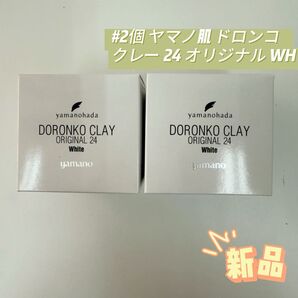 #2個 ヤマノ肌 ドロンコ
クレー 24 オリジナル WH
yamanohada
DORONKO CLAY
ORIGINAL 24
White
yamano
yamanohada
DORONKO CLAY
ORIGINAL 24
White
yamano
新品